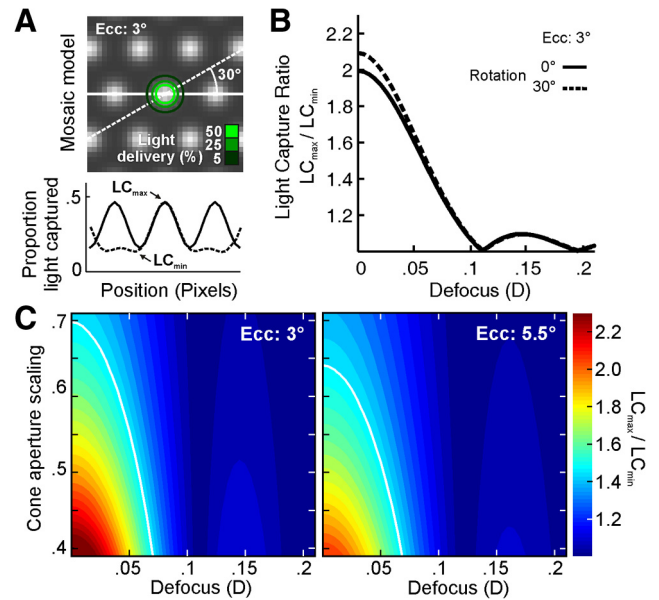 A
Mosaic model
30°
Light
delivery (%)
50
25
5
Proportion
light captured
.5
0
LCmax
LCmin
Position (Pixels)
B
Light Capture Ratio
LCmax / LCmin
2.2
2
1.8
1.6
1.4
1.2
Ecc: 3°
Rotation
0°
30°
0
.05
.1
.15
.2
Defocus (D)
C
Cone aperture scaling
.7
.6
.5
.4
Ecc: 3°
.05
.1
.15
.2
Defocus (D)
Ecc: 5.5°
.05
.1
.15
.2
Defocus (D)
2.2
2.0
1.8
1.6
1.4
1.2
LCmax / LCmin